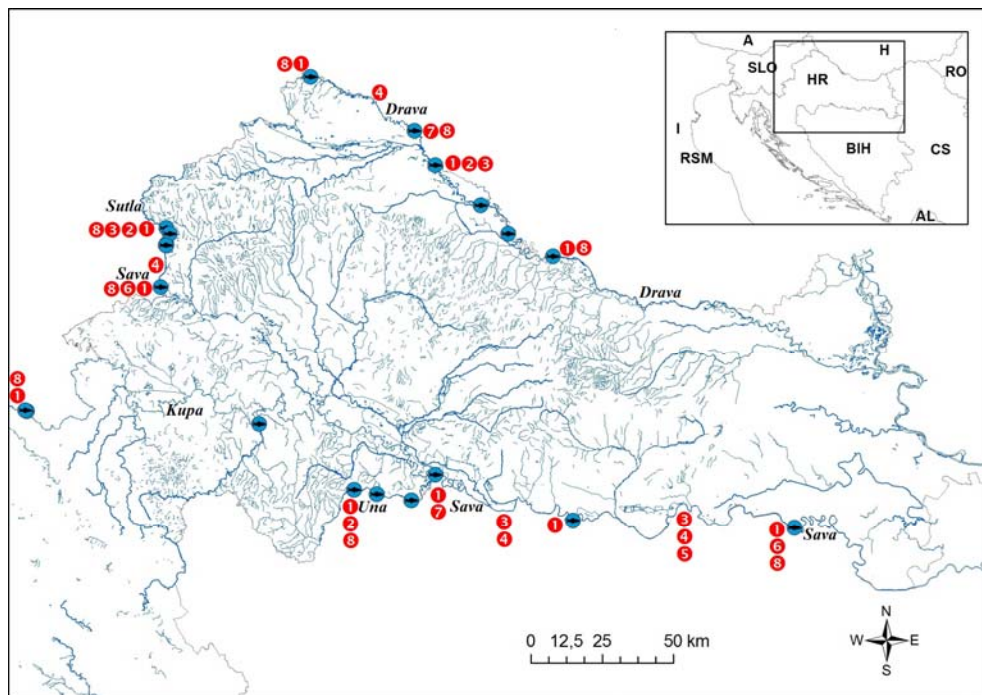 A
H
SLO
RO
HR
I
BIH
CS
RSM
AL
8 1
4
Drava
7 8
1 2 3
Sutla
8 3 2 1
4
Sava
8 6 1
1 8
Drava
8
1
Kupa
1
2
8
Una
1
7
Sava
3
4
1
3
4
5
1
6
8
Sava
0 12,5 25 50 km
N
W E
S